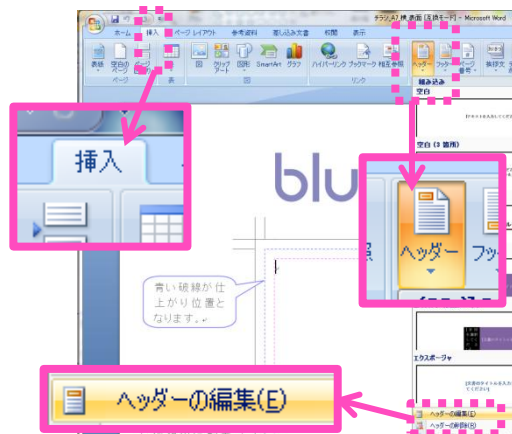 チラシ_A7_横_表面 [互換モード] - Microsoft Word
ホーム 挿入 ページ レイアウト 参考資料 差し込み文書 校閲 表示
表紙 空白のページ ページ
図 クリップアート 図形 SmartArt グラフ
ハイパーリンク ブックマーク 相互参照
ヘッダー フッター ページ番号 挨拶文
ページ 表 図 リンク
組み込み
空白
空白 (3 箇所)
挿入
blu
ヘッダー
フッ
青い破線が仕
上がり位置と
なります。
エクスポージャ
ヘッダーの編集(E)
ヘッダーの編集(E)
ヘッダーの削除(R)